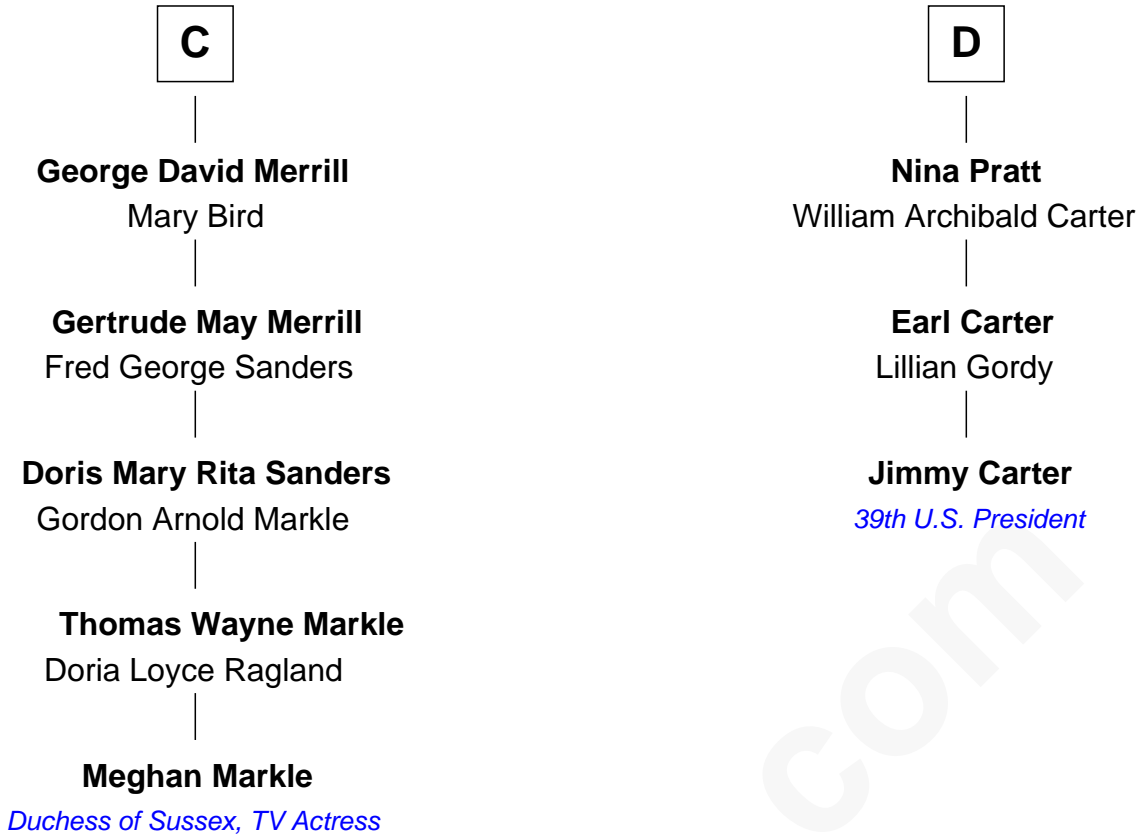 C
George David Merrill
Mary Bird
Gertrude May Merrill
Fred George Sanders
Doris Mary Rita Sanders
Gordon Arnold Markle
Thomas Wayne Markle
Doria Loyce Ragland
Meghan Markle
Duchess of Sussex, TV Actress
D
Nina Pratt
William Archibald Carter
Earl Carter
Lillian Gordy
Jimmy Carter
39th U.S. President
com